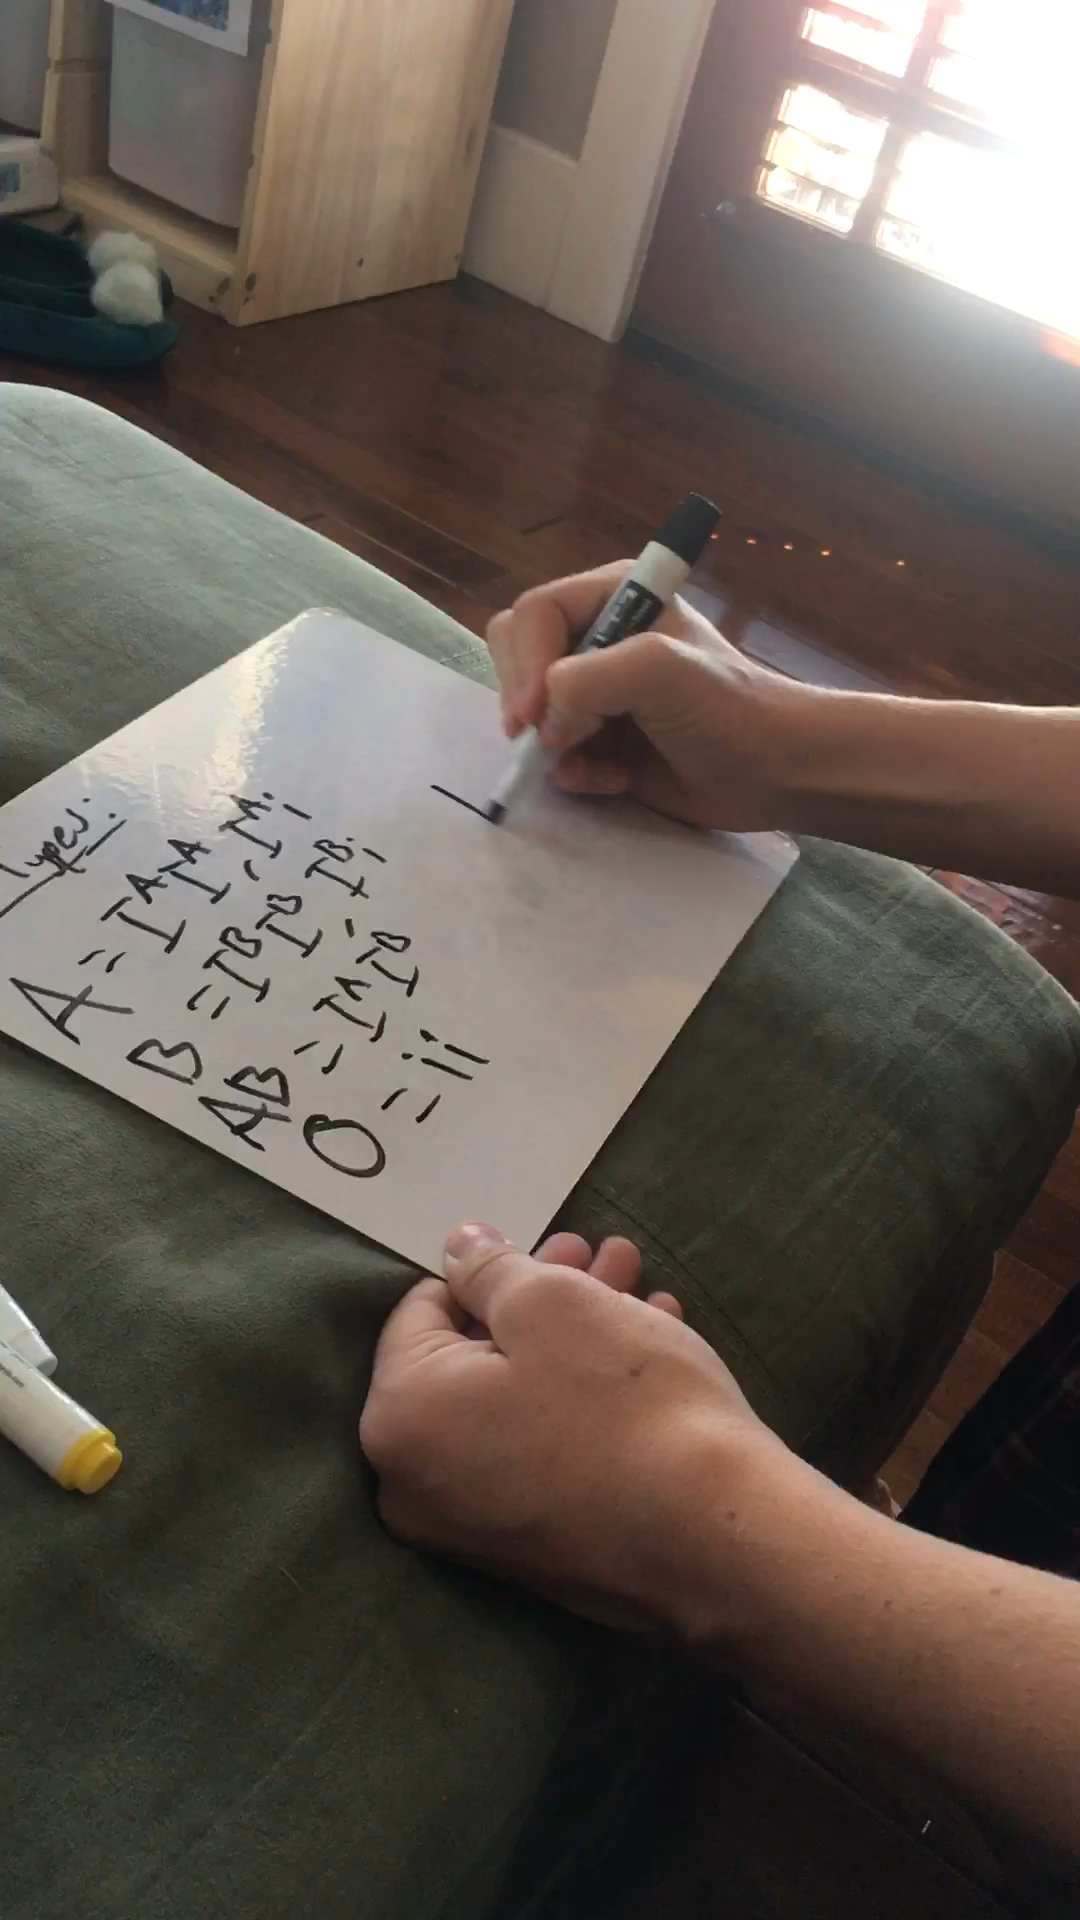 Types:
A = IᴬIᴬ, Iᴬi
B = IᴮIᴮ, Iᴮi
AB = IᴬIᴮ
O = ii